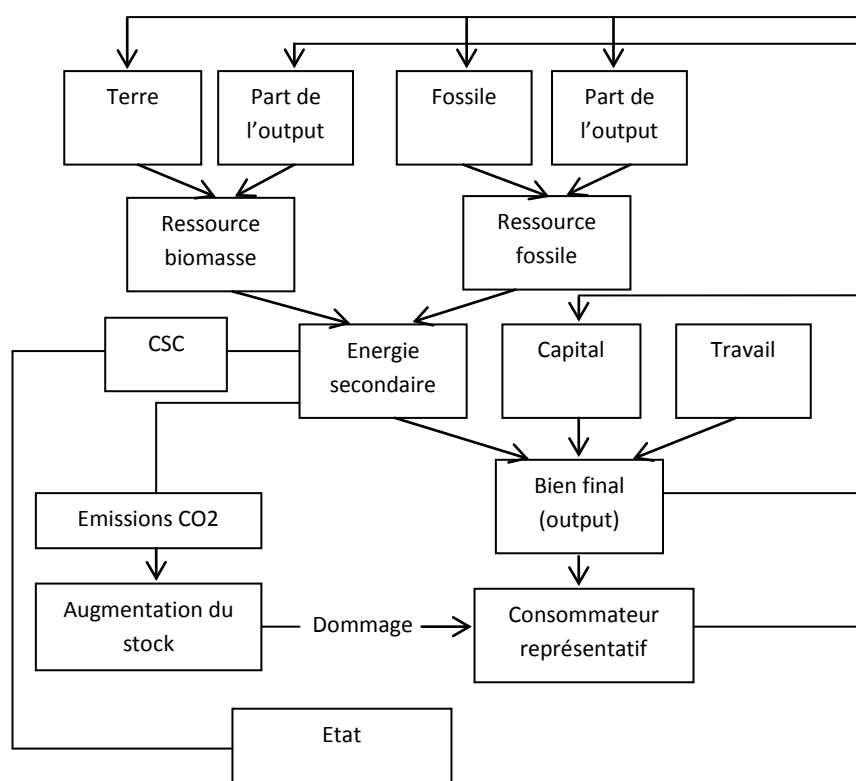 Terre
Part de
l’output
Fossile
Part de
l’output
Ressource
biomasse
Ressource
fossile
CSC
Energie
secondaire
Capital
Travail
Bien final
(output)
Emissions CO2
Augmentation du
stock
Dommage
Consommateur
représentatif
Etat